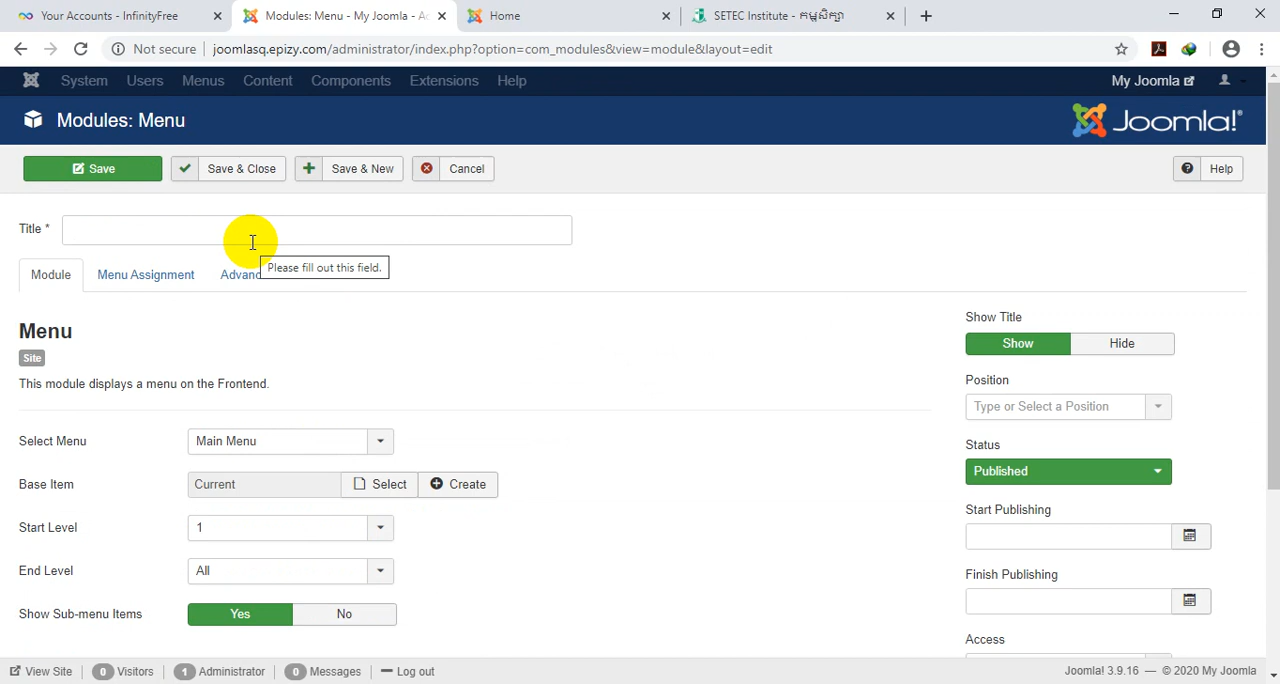 Your Accounts - InfinityFree
Modules: Menu - My Joomla - Ad
Home
SETEC Institute - កម្ពុសិក្ខា
Not secure
joomlasq.epizy.com/administrator/index.php?option=com_modules&view=module&layout=edit
System Users Menus Content Components Extensions Help
My Joomla
Modules: Menu
Joomla!®
Save
Save & Close
Save & New
Cancel
Help
Title *
Please fill out this field.
Module
Menu Assignment
Advan
Menu
Site
This module displays a menu on the Frontend.
Select Menu
Main Menu
Base Item
Current
Select
Create
Start Level
1
End Level
All
Show Sub-menu Items
Yes
No
Show Title
Show
Hide
Position
Type or Select a Position
Status
Published
Start Publishing
Finish Publishing
Access
View Site
0 Visitors
1 Administrator
0 Messages
Log out
Joomla! 3.9.16 — © 2020 My Joomla